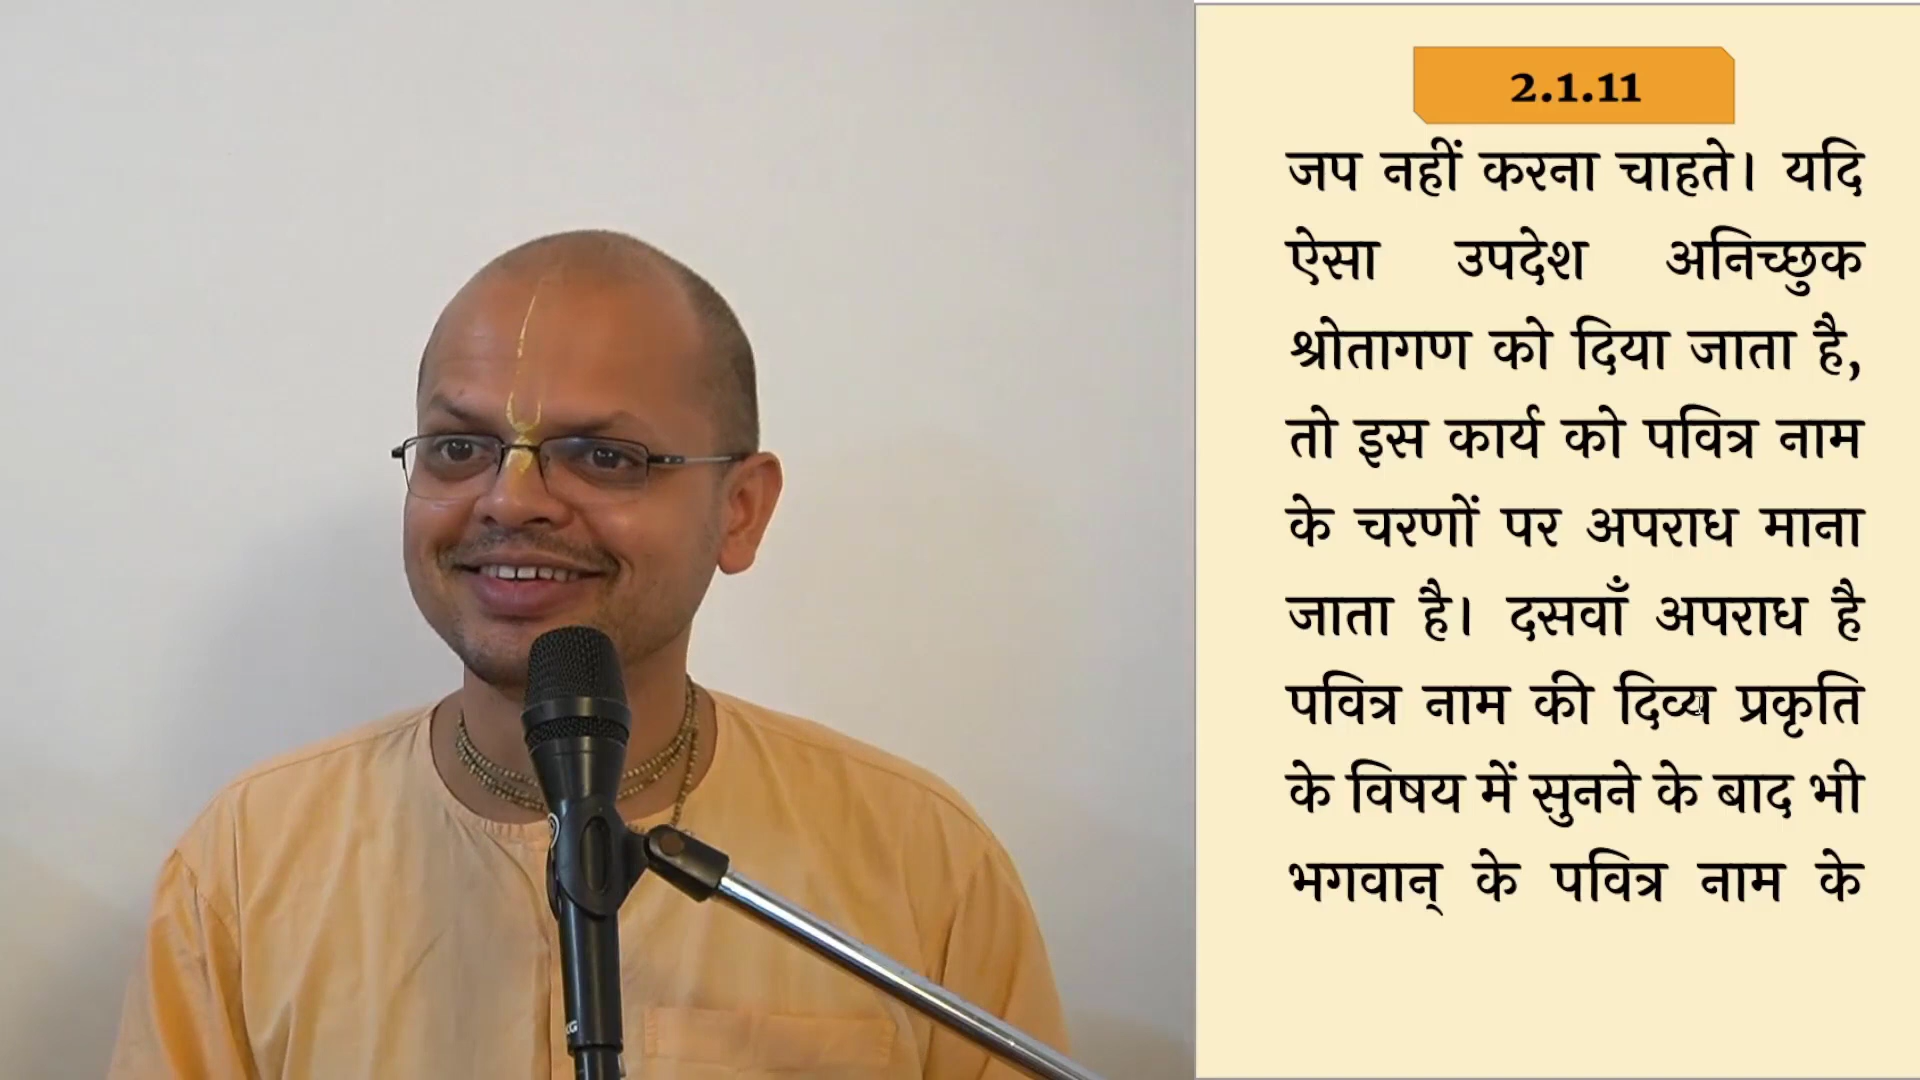 2.1.11
जप नहीं करना चाहते। यदि
ऐसा उपदेश अनिच्छुक
श्रोतागण को दिया जाता है,
तो इस कार्य को पवित्र नाम
के चरणों पर अपराध माना
जाता है। दसवाँ अपराध है
पवित्र नाम की दिव्य प्रकृति
के विषय में सुनने के बाद भी
भगवान् के पवित्र नाम के